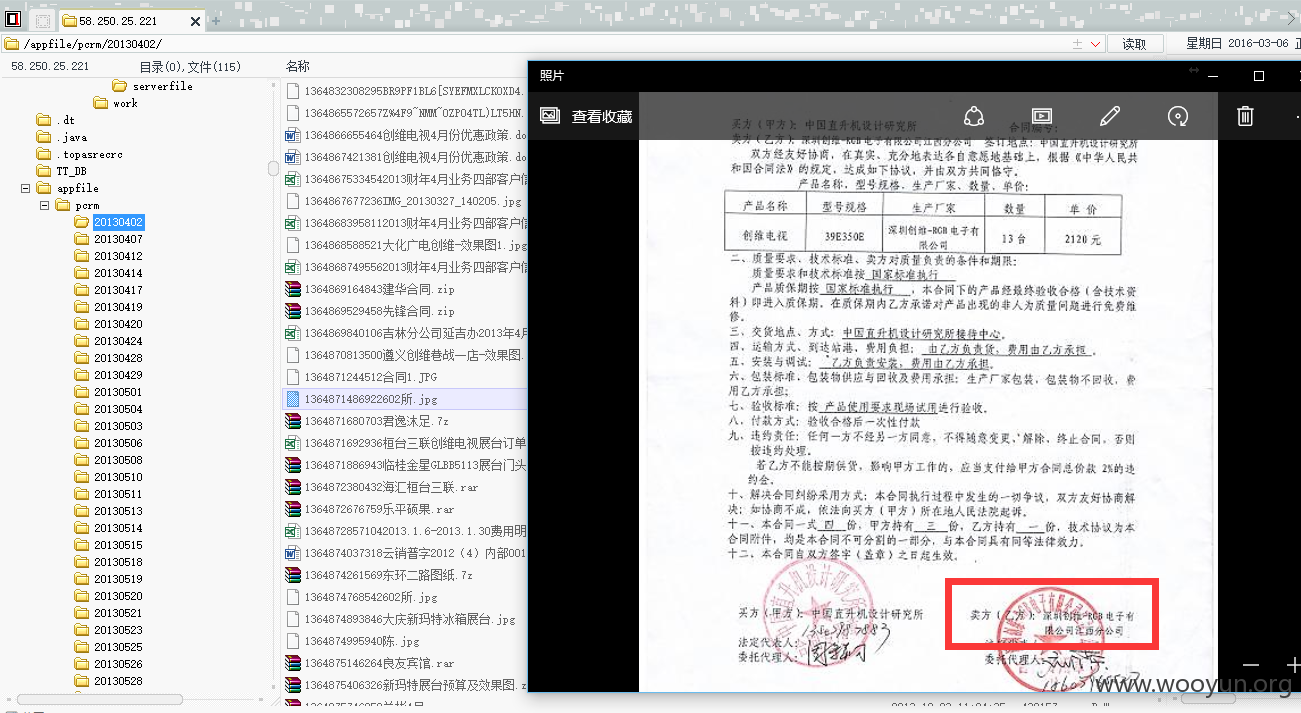 58.250.25.221
/appfile/pcrm/20130402/
读取
星期日 2016-03-06
58.250.25.221
目录(0),文件(115)
名称
serverfile
work
.dt
.java
.topasrecrc
TT_DB
appfile
pcrm
20130402
20130407
20130412
20130414
20130417
20130419
20130420
20130424
20130428
20130429
20130501
20130504
20130503
20130506
20130508
20130510
20130511
20130513
20130514
20130515
20130518
20130519
20130520
20130521
20130523
20130525
20130526
20130528
1364832308295BR9PF1BL6[SYEFMXLCKOXD4.
1364865572657Z%4F9~NMM~OZPO4TL)LT5HN.
1364866655464创维电视4月份优惠政策.do
1364867421381创维电视4月份优惠政策.do
13648675334542013财年4月业务四部客户信
1364867677236IMG_20130327_140205.jpg
13648683958112013财年4月业务四部客户信
1364868588521大化广电创维-效果图1.jpg
13648687495562013财年4月业务四部客户信
1364869164843建华合同.zip
1364869529458先锋合同.zip
1364869840106吉林分公司延吉办2013年4月
1364870813500遵义创维巷战一店-效果图.
1364871244512合同1.JPG
1364871486922602所.jpg
1364871680703君逸沐足.7z
1364871692936桓台三联创维电视展台订单
1364871886943临桂金星GLBB5113展台门头
1364872380432海汇桓台三联.rar
1364872676759乐平硕果.rar
13648728571042013.1.6-2013.1.30费用明
1364874037318云销普字2012（4）内部001
1364874261569东环二路图纸.7z
1364874768542602所.jpg
1364874893846大庆新玛特冰箱展台.jpg
1364874995940陈.jpg
1364875146264良友宾馆.rar
1364875406326新玛特展台预算及效果图.z
照片
查看收藏
买方（甲方）：中国直升机设计研究所
合同编号：
卖方（乙方）：深圳创维-RGB电子有限公司江西分公司 签订地点：中国直升机设计研究所
双方经友好协商，在真实、充分地表达各自意愿地基础上，根据《中华人民共
和国合同法》的规定，达成如下协议，并由双方共同恪守。
产品名称，型号规格、生产厂家、数量、单价：
产品名称 型号规格 生产厂家 数量 单 价
创维电视 39E350E 深圳创维-RGB电子有限公司 13 台 2120 元
二、质量要求、技术标准、卖方对质量负责的条件和期限：
质量要求和技术标准按 国家标准执行
产品质保期按 国家标准执行 ，本合同下的产品经最终验收合格（含技术资
料）即进入质保期。在质保期内乙方承诺对产品出现的非人为质量问题进行免费维
修。
三、交货地点、方式：中国直升机设计研究所接待中心。
四、运输方式、到达站港，费用负担： 由乙方负责货，费用由乙方承担 。
五、安装与调试： 乙方负责安装，费用由乙方承担.
六、包装标准、包装物供应与回收及费用承担：生产厂家包装，包装物不回收，费
用乙方承担；
七、验收标准：按 产品使用要求现场试用进行验收。
八、付款方式：验收合格后一次性付款
九、违约责任：任何一方不经另一方同意，不得随意变更、解除、终止合同，否则
按违约处理。
若乙方不能按期供货，影响甲方工作的，应当支付给甲方合同总价款 2%的违
约金。
十、解决合同纠纷采用方式：本合同执行过程中发生的一切争议，双方友好协商解
决；如协商不成，依法向买方（甲方）所在地人民法院起诉。
十一、本合同一式 四 份，甲方持有 三 份，乙方持有 一 份，技术协议为本
合同附件，均是本合同不可分割的一部分，与本合同具有同等法律效力。
十二、本合同自双方签字（盖章）之日起生效。
买方（甲方）：中国直升机设计研究所
法定代表人：
委托代理人：
卖方（乙方）：深圳创维-RGB电子有
限公司江西分公司
委托代理人：
www.wooyun.org